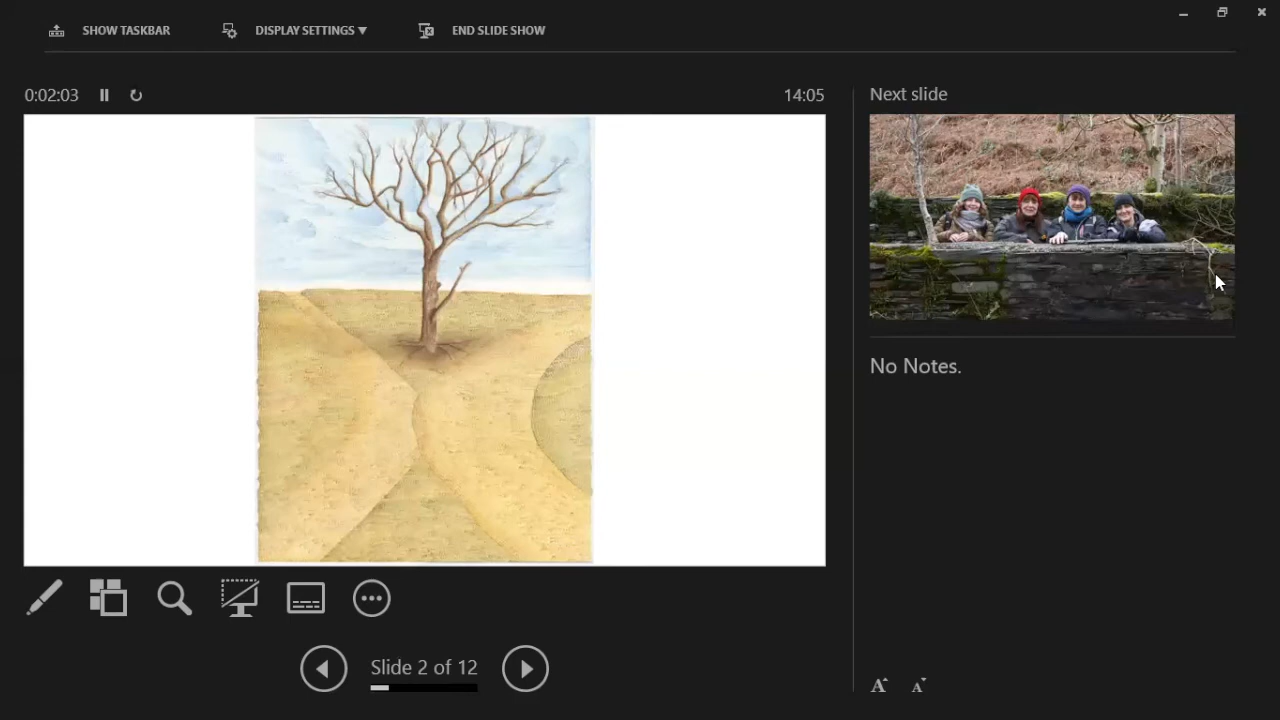 SHOW TASKBAR
DISPLAY SETTINGS ▼
END SLIDE SHOW
0:02:03
14:05
Next slide
No Notes.
Slide 2 of 12
A A